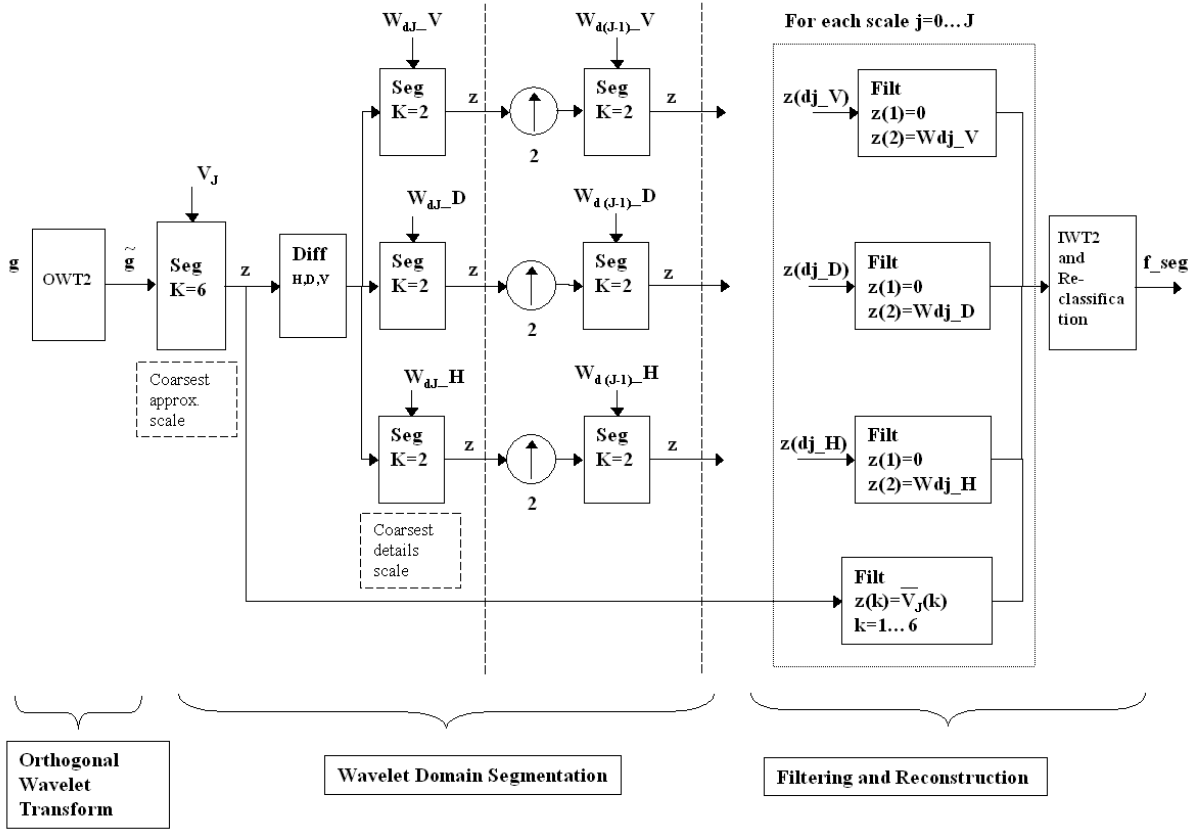 W_dJ_V
W_d(J-1)_V
For each scale j=0...J
Seg
K=2
z
2
Seg
K=2
z
z(dj_V)
Filt
z(1)=0
z(2)=Wdj_V
V_J
W_dJ_D
W_d(J-1)_D
g
OWT2
g̃
Seg
K=6
z
Diff
H,D,V
Seg
K=2
z
2
Seg
K=2
z
z(dj_D)
Filt
z(1)=0
z(2)=Wdj_D
IWT2
and
Re-
classifica
tion
f_seg
Coarsest
approx.
scale
W_dJ_H
W_d(J-1)_H
Seg
K=2
z
2
Seg
K=2
z
z(dj_H)
Filt
z(1)=0
z(2)=Wdj_H
Coarsest
details
scale
Filt
z(k)=V̅_J(k)
k=1...6
Orthogonal
Wavelet
Transform
Wavelet Domain Segmentation
Filtering and Reconstruction